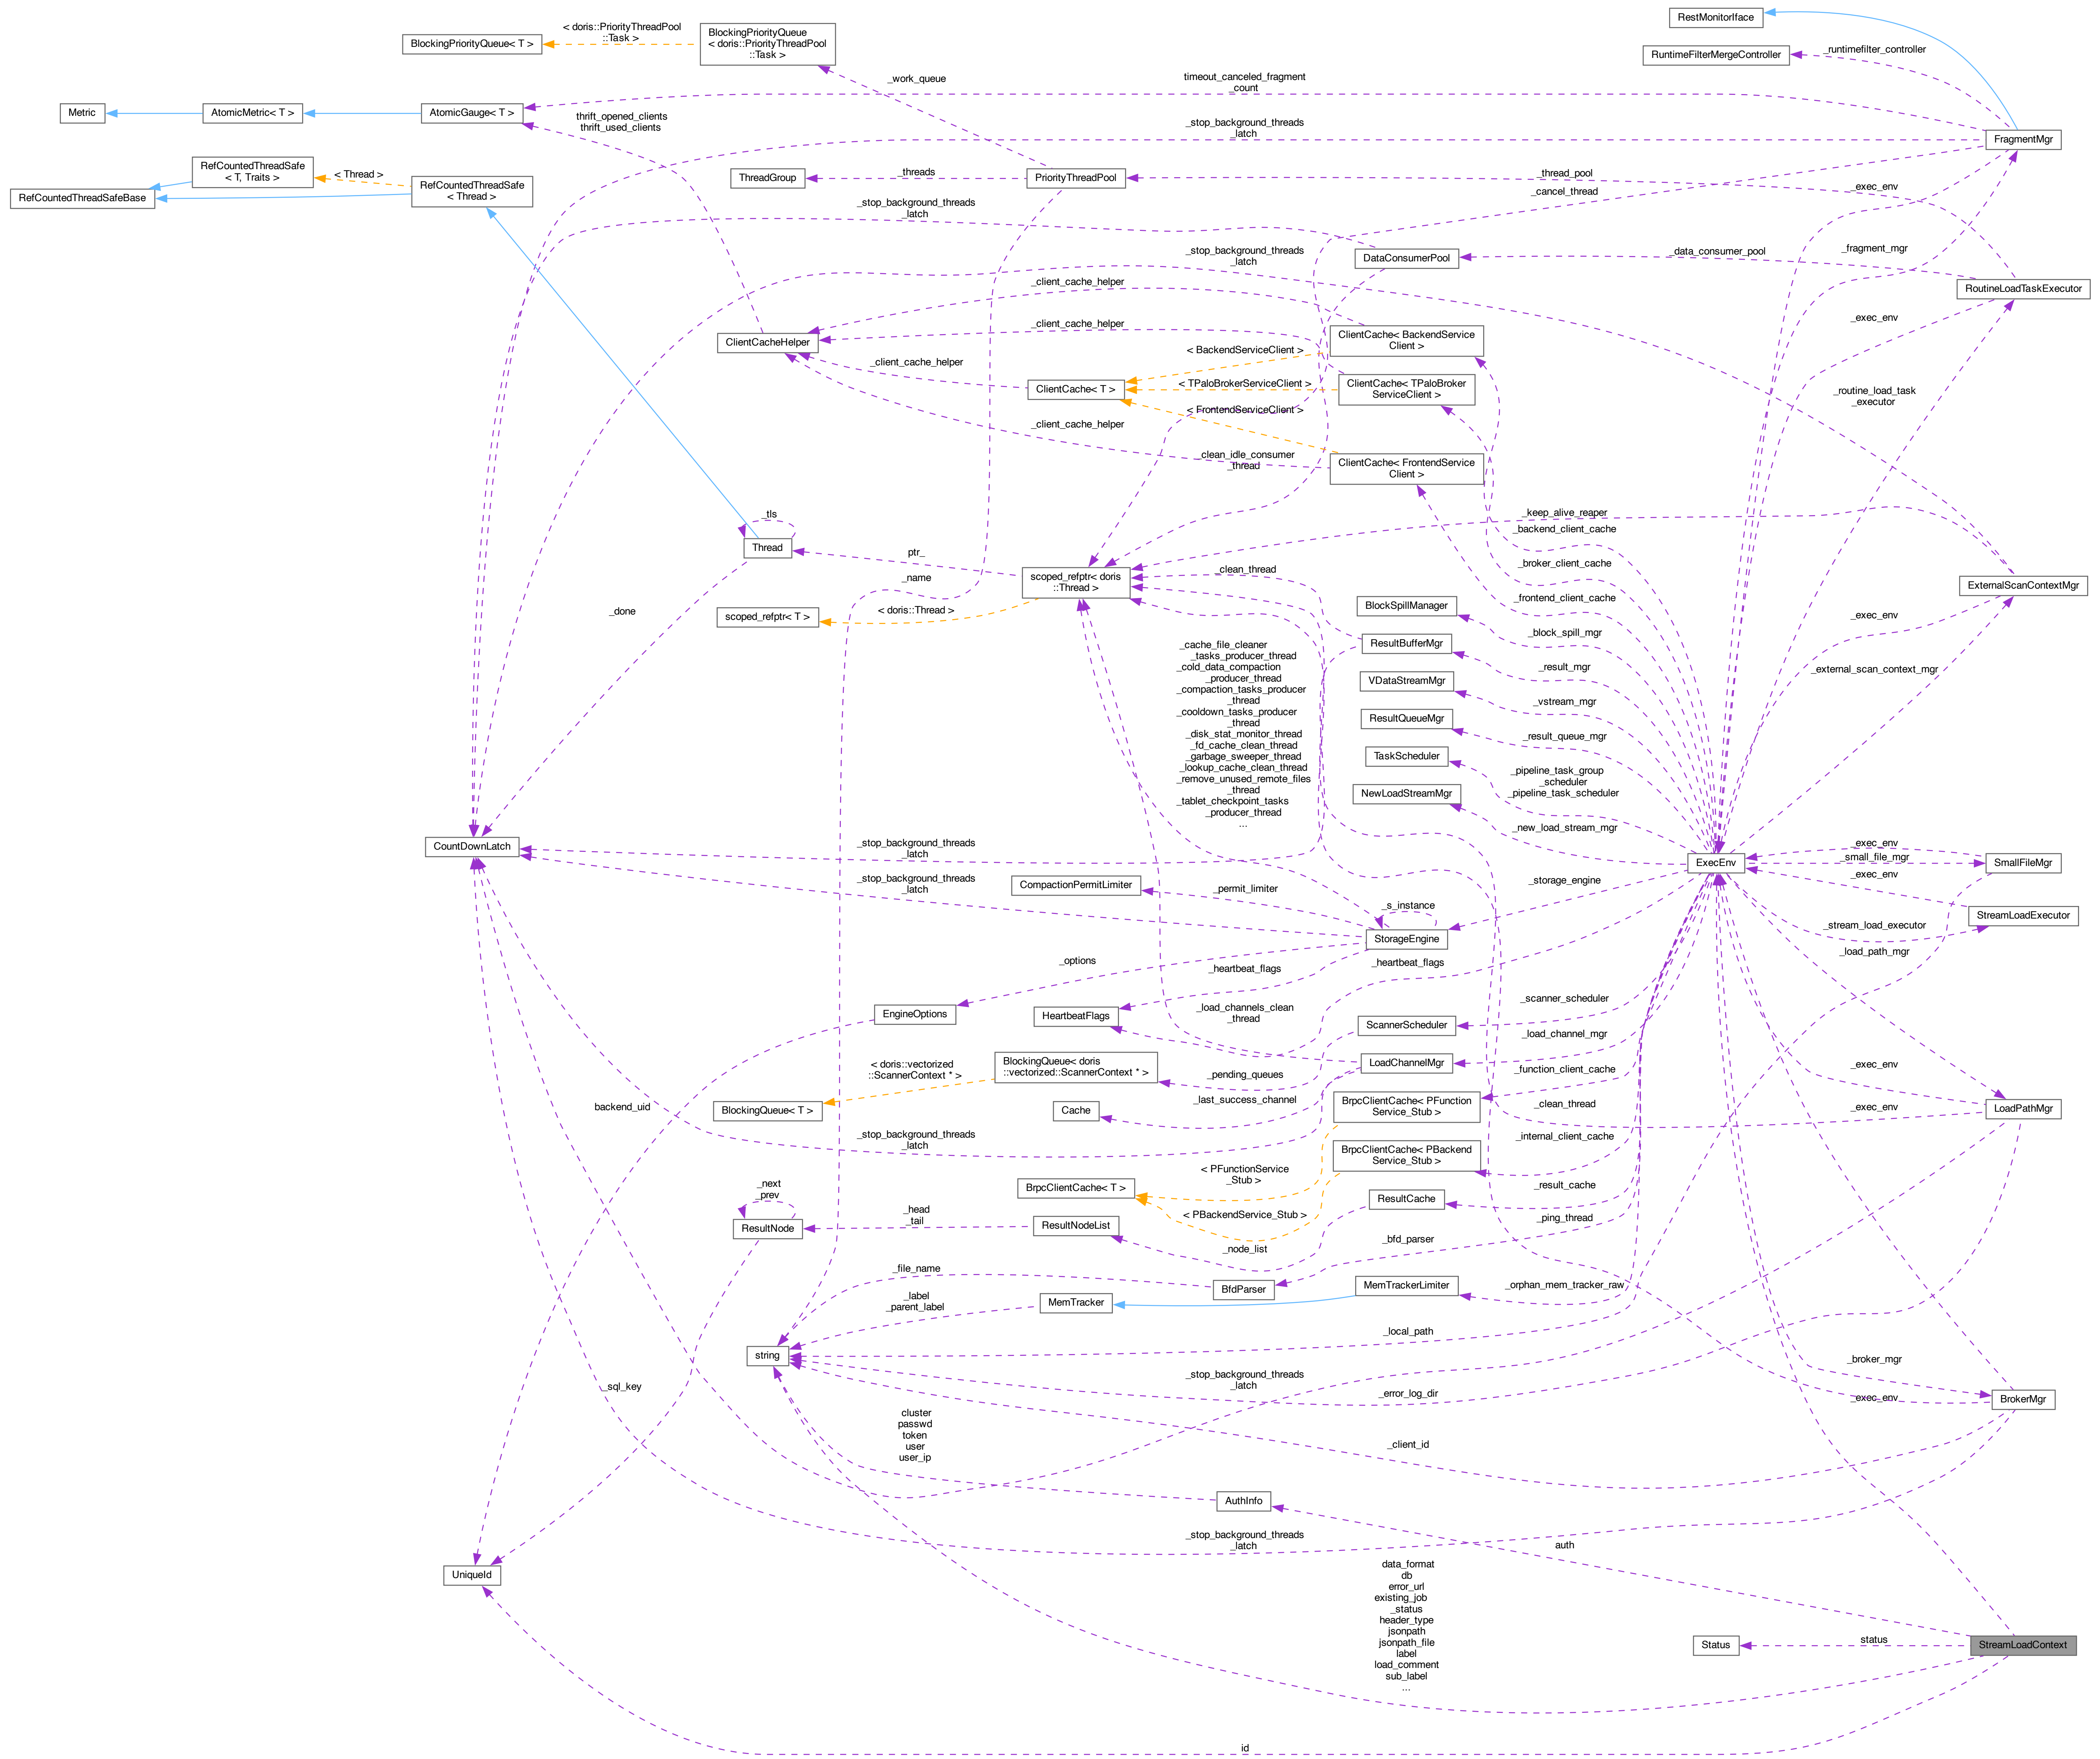 RestMonitorIface
< doris::PriorityThreadPool
::Task >
BlockingPriorityQueue
< doris::PriorityThreadPool
::Task >
BlockingPriorityQueue< T >
_runtimefilter_controller
RuntimeFilterMergeController
_work_queue
timeout_canceled_fragment
_count
Metric
AtomicMetric< T >
AtomicGauge< T >
thrift_opened_clients
thrift_used_clients
_stop_background_threads
_latch
FragmentMgr
RefCountedThreadSafe
< T, Traits >
< Thread >
RefCountedThreadSafe
< Thread >
RefCountedThreadSafeBase
ThreadGroup
_threads
PriorityThreadPool
_thread_pool
_cancel_thread
_exec_env
_stop_background_threads
_latch
_stop_background_threads
_latch
DataConsumerPool
_data_consumer_pool
_fragment_mgr
RoutineLoadTaskExecutor
_client_cache_helper
_exec_env
ClientCacheHelper
_client_cache_helper
ClientCache< BackendService
Client >
< BackendServiceClient >
_client_cache_helper
ClientCache< T >
< TPaloBrokerServiceClient >
ClientCache< TPaloBroker
ServiceClient >
_routine_load_task
_executor
< FrontendServiceClient >
_client_cache_helper
_clean_idle_consumer
_thread
ClientCache< FrontendService
Client >
_tls
Thread
ptr_
_keep_alive_reaper
_backend_client_cache
_broker_client_cache
_frontend_client_cache
_clean_thread
scoped_refptr< doris
::Thread >
_name
_done
< doris::Thread >
scoped_refptr< T >
ExternalScanContextMgr
_exec_env
BlockSpillManager
_block_spill_mgr
ResultBufferMgr
_result_mgr
_external_scan_context_mgr
VDataStreamMgr
_vstream_mgr
ResultQueueMgr
_result_queue_mgr
TaskScheduler
_pipeline_task_group
_scheduler
_pipeline_task_scheduler
NewLoadStreamMgr
_new_load_stream_mgr
_cache_file_cleaner
_tasks_producer_thread
_cold_data_compaction
_producer_thread
_compaction_tasks_producer
_thread
_cooldown_tasks_producer
_thread
_disk_stat_monitor_thread
_fd_cache_clean_thread
_garbage_sweeper_thread
_lookup_cache_clean_thread
_remove_unused_remote_files
_thread
_tablet_checkpoint_tasks
_producer_thread
...
CountDownLatch
_stop_background_threads
_latch
_stop_background_threads
_latch
ExecEnv
_exec_env
_small_file_mgr
_exec_env
SmallFileMgr
CompactionPermitLimiter
_permit_limiter
_storage_engine
_s_instance
StorageEngine
StreamLoadExecutor
_stream_load_executor
_load_path_mgr
_options
_heartbeat_flags
_heartbeat_flags
EngineOptions
HeartbeatFlags
_load_channels_clean
_thread
ScannerScheduler
_scanner_scheduler
_load_channel_mgr
LoadChannelMgr
_function_client_cache
< doris::vectorized
::ScannerContext * >
BlockingQueue< doris
::vectorized::ScannerContext * >
_pending_queues
_exec_env
BlockingQueue< T >
Cache
_last_success_channel
BrpcClientCache< PFunction
Service_Stub >
_clean_thread
_exec_env
LoadPathMgr
backend_uid
_stop_background_threads
_latch
_internal_client_cache
BrpcClientCache< PBackend
Service_Stub >
< PFunctionService
_Stub >
BrpcClientCache< T >
_result_cache
ResultCache
_next
_prev
ResultNode
_head
_tail
ResultNodeList
< PBackendService_Stub >
_ping_thread
_node_list
_bfd_parser
_file_name
BfdParser
MemTrackerLimiter
_orphan_mem_tracker_raw
_label
_parent_label
MemTracker
_local_path
string
_sql_key
_stop_background_threads
_latch
_error_log_dir
_broker_mgr
_exec_env
BrokerMgr
cluster
passwd
token
user
user_ip
_client_id
AuthInfo
_stop_background_threads
_latch
auth
UniqueId
data_format
db
error_url
existing_job
_status
header_type
jsonpath
jsonpath_file
label
load_comment
sub_label
...
Status
status
StreamLoadContext
id